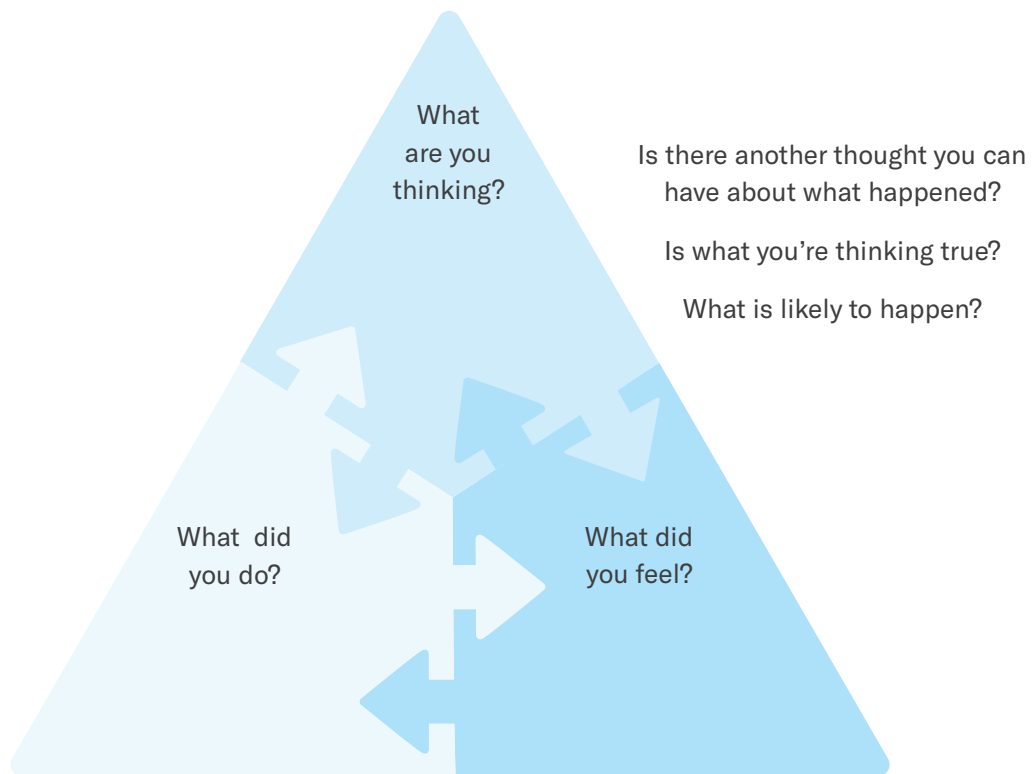 What
are you
thinking?
Is there another thought you can
have about what happened?
Is what you're thinking true?
What is likely to happen?
What did
you do?
What did
you feel?